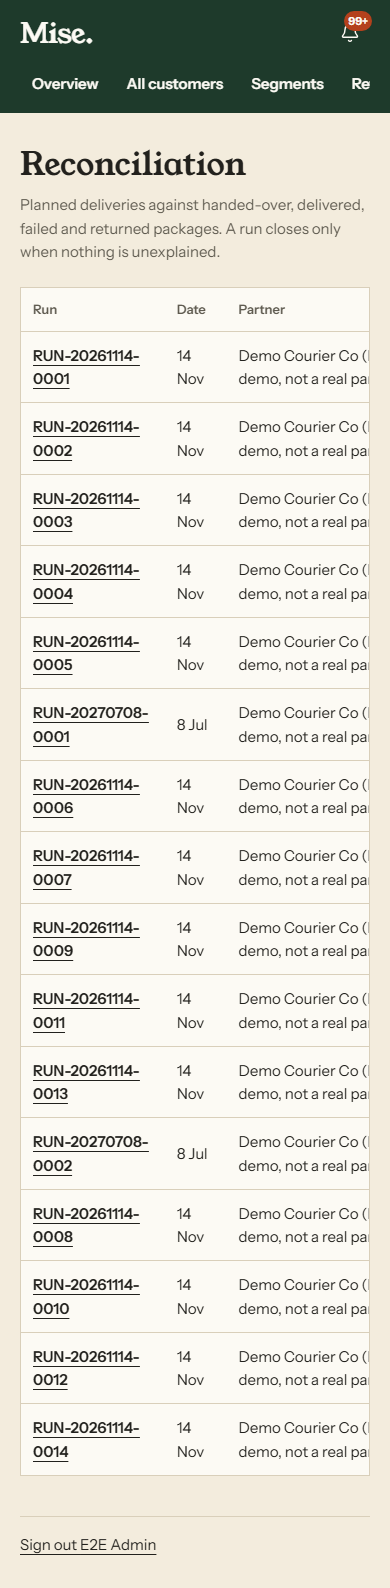 Mise.
99+
Overview All customers Segments
Reconciliation
Planned deliveries against handed-over, delivered,
failed and returned packages. A run closes only
when nothing is unexplained.
Run Date Partner
RUN-20261114- 14 Demo Courier Co (
0001 Nov demo, not a real
RUN-20261114- 14 Demo Courier Co (
0002 Nov demo, not a real
RUN-20261114- 14 Demo Courier Co (
0003 Nov demo, not a real
RUN-20261114- 14 Demo Courier Co (
0004 Nov demo, not a real
RUN-20261114- 14 Demo Courier Co (
0005 Nov demo, not a real
RUN-20270708- 8 Jul Demo Courier Co (
0001 demo, not a real
RUN-20261114- 14 Demo Courier Co (
0006 Nov demo, not a real
RUN-20261114- 14 Demo Courier Co (
0007 Nov demo, not a real
RUN-20261114- 14 Demo Courier Co (
0009 Nov demo, not a real
RUN-20261114- 14 Demo Courier Co (
0011 Nov demo, not a real
RUN-20261114- 14 Demo Courier Co (
0013 Nov demo, not a real
RUN-20270708- 8 Jul Demo Courier Co (
0002 demo, not a real
RUN-20261114- 14 Demo Courier Co (
0008 Nov demo, not a real
RUN-20261114- 14 Demo Courier Co (
0010 Nov demo, not a real
RUN-20261114- 14 Demo Courier Co (
0012 Nov demo, not a real
RUN-20261114- 14 Demo Courier Co (
0014 Nov demo, not a real
Sign out E2E Admin